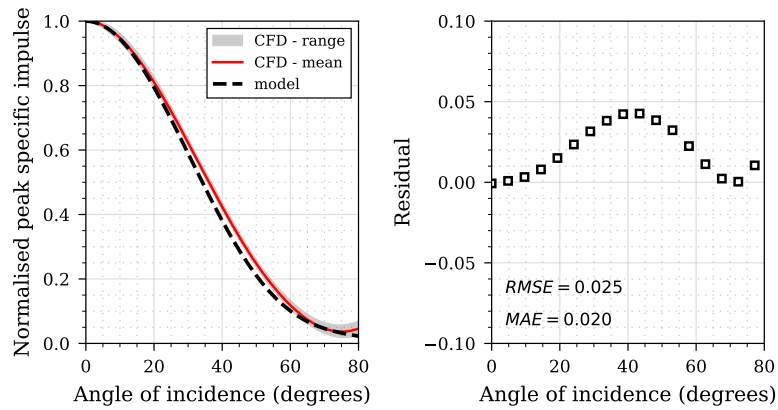 Normalised peak specific impulse
1.0
0.8
0.6
0.4
0.2
0.0
0
20
40
60
80
Angle of incidence (degrees)
CFD - range
CFD - mean
model
Residual
0.10
0.05
0.00
−0.05
−0.10
0
20
40
60
80
Angle of incidence (degrees)
RMSE = 0.025
MAE = 0.020